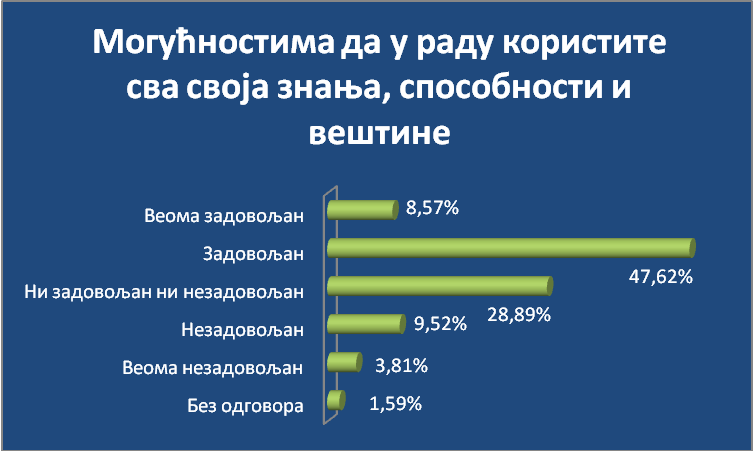 Могућностима да у раду користите
сва своја знања, способности и
вештине
Веома задовољан
8,57%
Задовољан
47,62%
Ни задовољан ни незадовољан
28,89%
Незадовољан
9,52%
Веома незадовољан
3,81%
Без одговора
1,59%